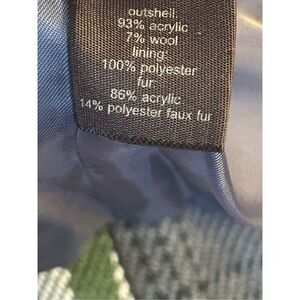 outshell:
93% acrylic
7% wool
lining:
100% polyester
fur
86% acrylic
14% polyester faux fur